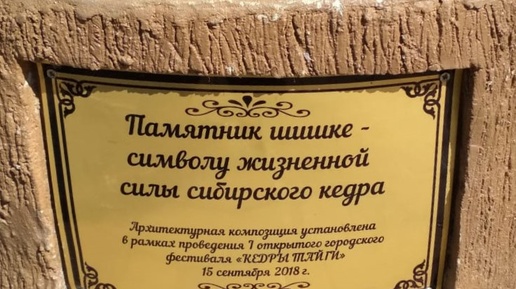 Памятник шишке -
символу жизненной
силы сибирского кедра
Архитектурная композиция установлена
в рамках проведения I открытого городского
фестиваля «КЕДРЫ ТАЙГИ»
15 сентября 2018 г.